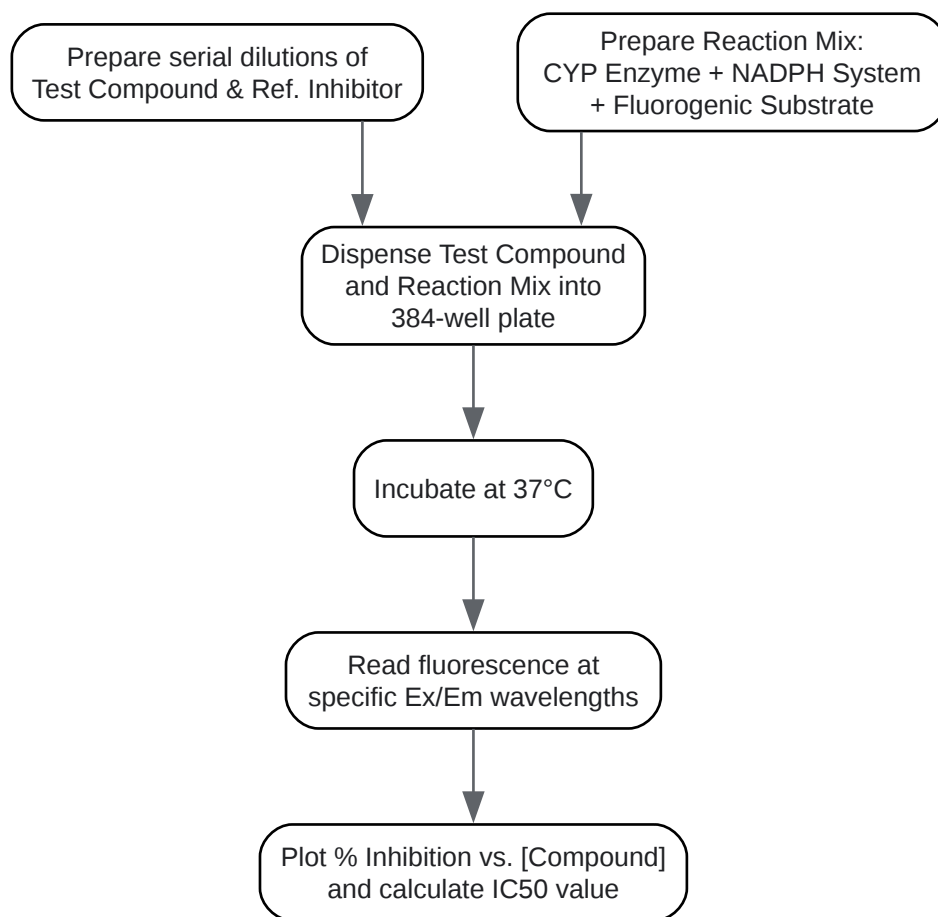 Prepare serial dilutions of
Test Compound & Ref. Inhibitor
Prepare Reaction Mix:
CYP Enzyme + NADPH System
+ Fluorogenic Substrate
Dispense Test Compound
and Reaction Mix into
384-well plate
Incubate at 37°C
Read fluorescence at
specific Ex/Em wavelengths
Plot % Inhibition vs. [Compound]
and calculate IC50 value